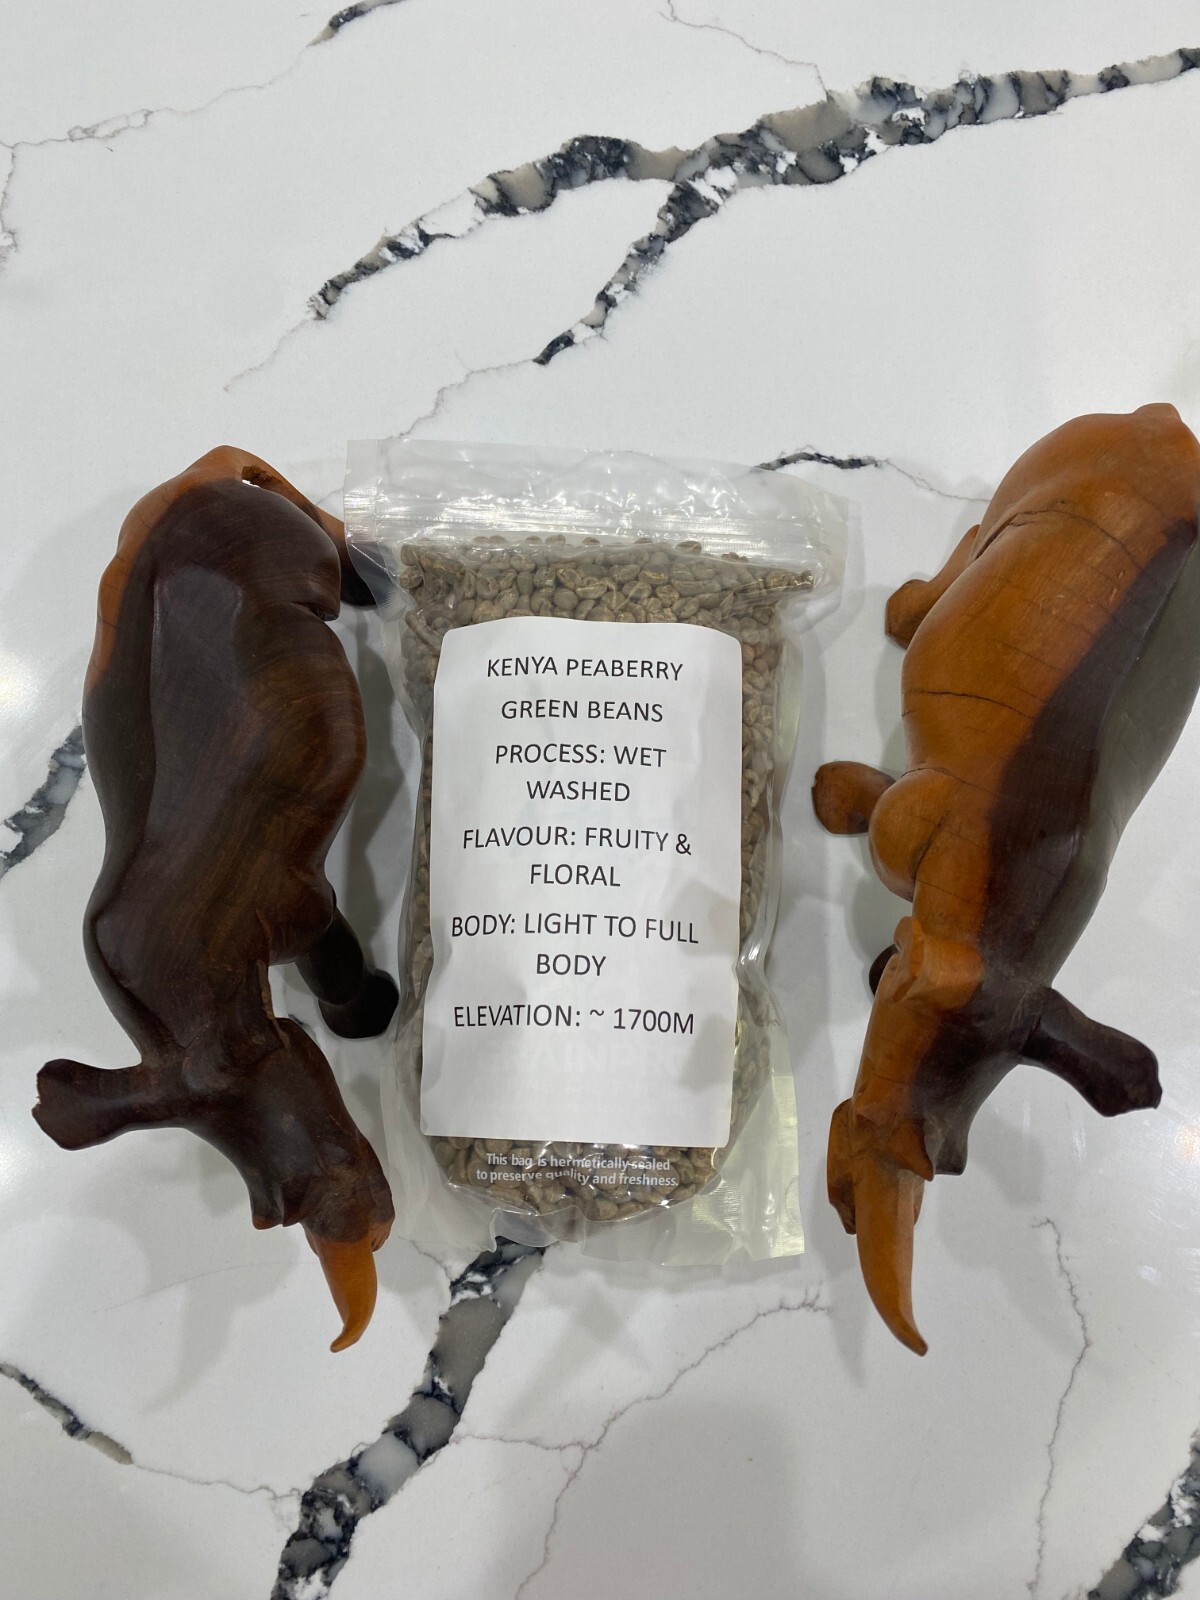 KENYA PEABERRY
GREEN BEANS
PROCESS: WET
WASHED
FLAVOUR: FRUITY &
FLORAL
BODY: LIGHT TO FULL
BODY
ELEVATION: ~ 1700M
This bag is hermetically sealed
to preserve quality and freshness.